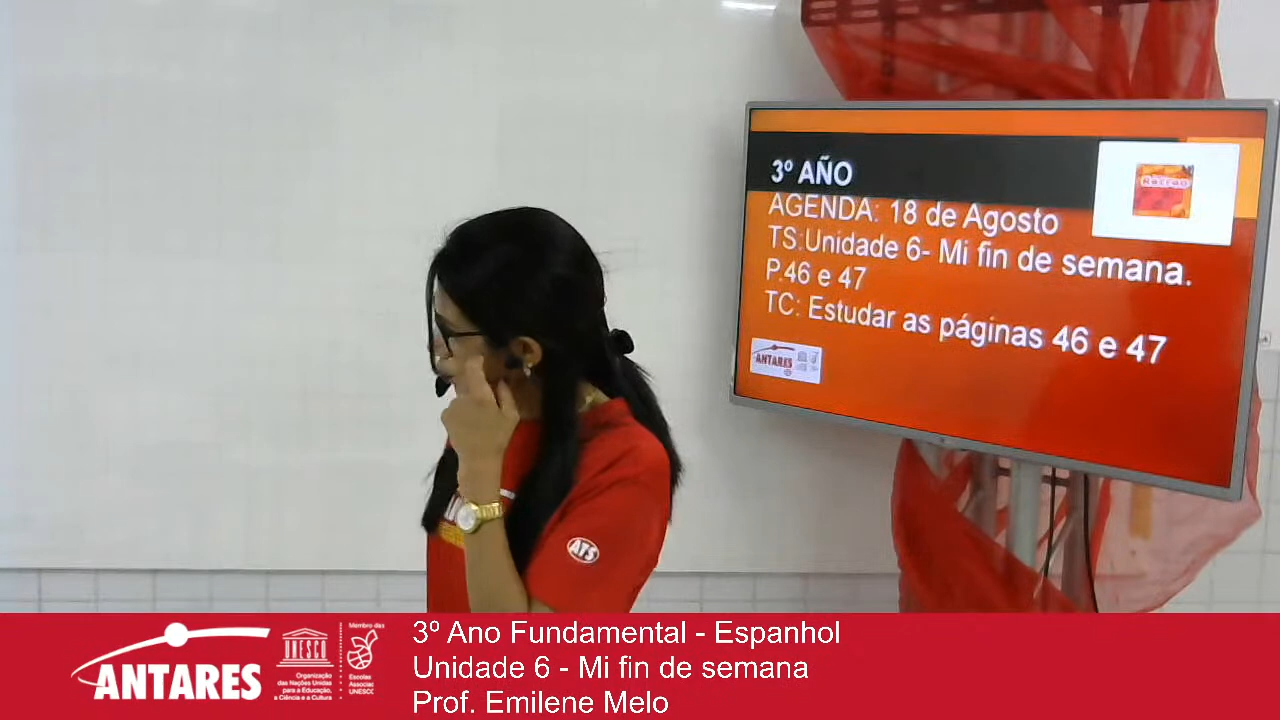 3º AÑO
AGENDA: 18 de Agosto
TS:Unidade 6- Mi fin de semana.
P.46 e 47
TC: Estudar as páginas 46 e 47
ANTARES
ATS
ANTARES
UNESCO
Organização
das Nações Unidas
para a Educação,
a Ciência e a Cultura
Membro das
Escolas
Associadas
UNESCO
3º Ano Fundamental - Espanhol
Unidade 6 - Mi fin de semana
Prof. Emilene Melo